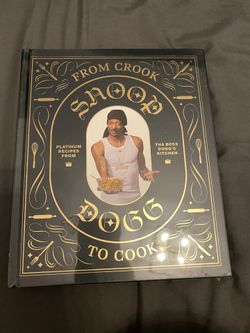 FROM CROOK
SNOOP
PLATINUM
RECIPES
FROM
THA BOSS
DOGG'S
KITCHEN
DOGG
TO COOK